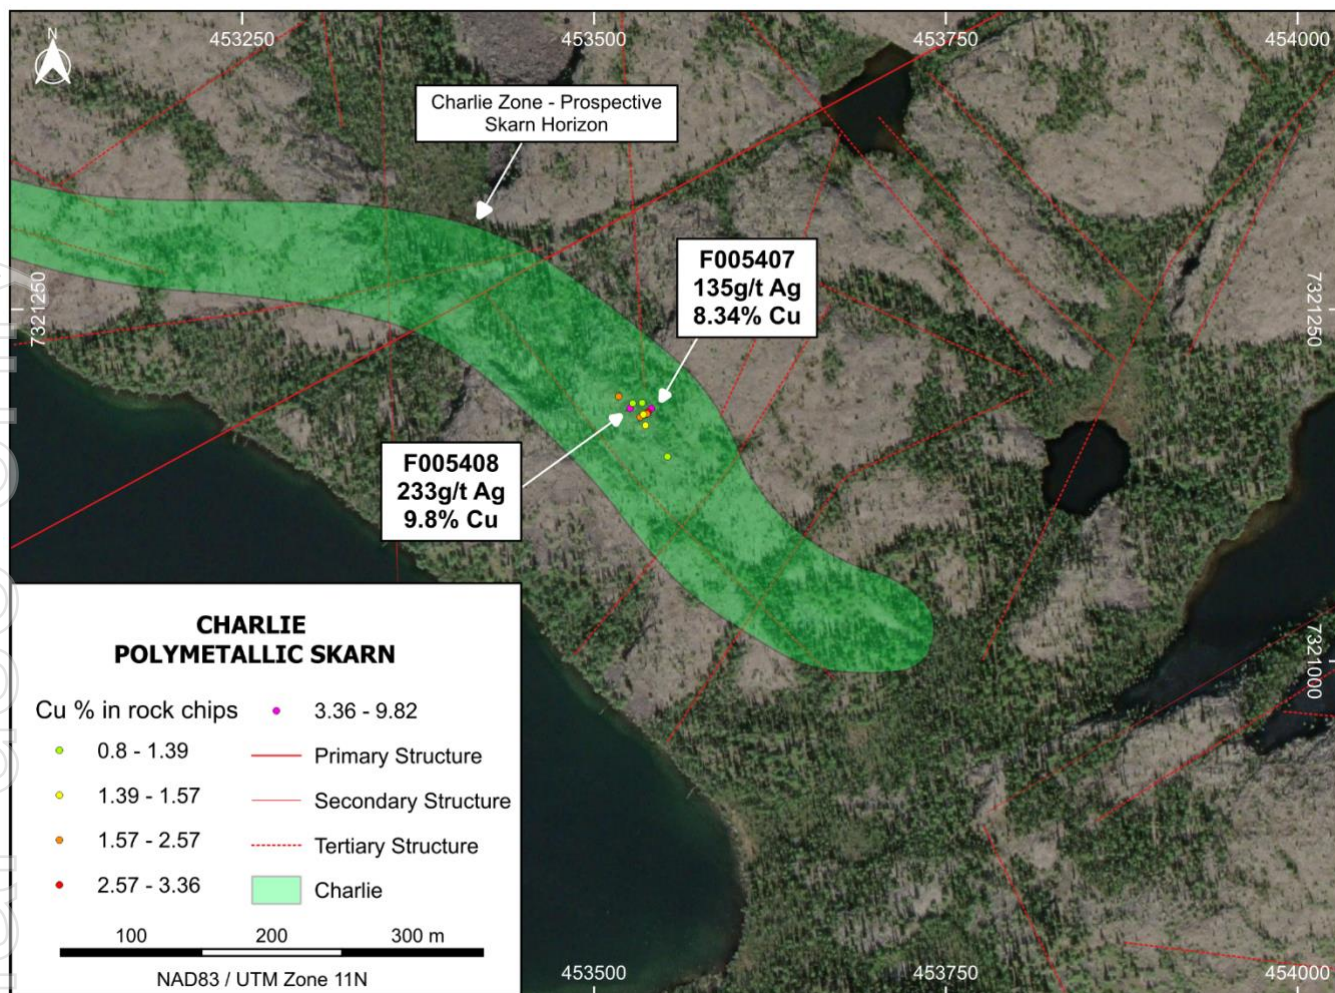 N
453250
453500
453750
454000
Charlie Zone - Prospective
Skarn Horizon
7321250
7321250
F005407
135g/t Ag
8.34% Cu
F005408
233g/t Ag
9.8% Cu
7321000
CHARLIE
POLYMETALLIC SKARN
Cu % in rock chips
3.36 - 9.82
0.8 - 1.39
Primary Structure
1.39 - 1.57
Secondary Structure
1.57 - 2.57
Tertiary Structure
2.57 - 3.36
Charlie
100
200
300 m
NAD83 / UTM Zone 11N
453500
453750
454000